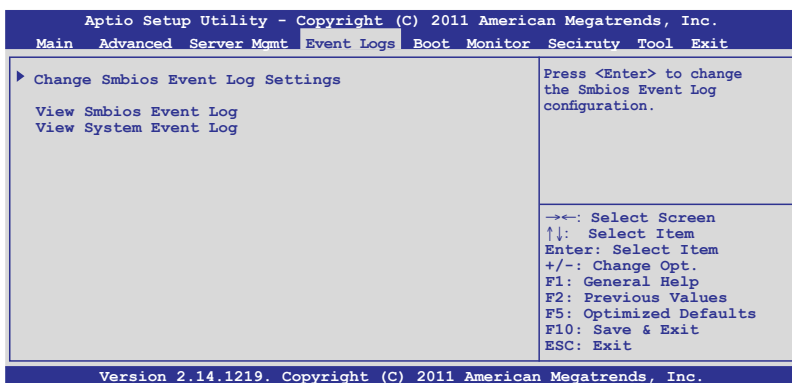 Aptio Setup Utility - Copyright (C) 2011 American Megatrends, Inc.
Main Advanced Server Mgmt Event Logs Boot Monitor Seciruty Tool Exit
Change Smbios Event Log Settings
View Smbios Event Log
View System Event Log
Press <Enter> to change
the Smbios Event Log
configuration.
→←: Select Screen
↑↓: Select Item
Enter: Select Item
+/-: Change Opt.
F1: General Help
F2: Previous Values
F5: Optimized Defaults
F10: Save & Exit
ESC: Exit
Version 2.14.1219. Copyright (C) 2011 American Megatrends, Inc.